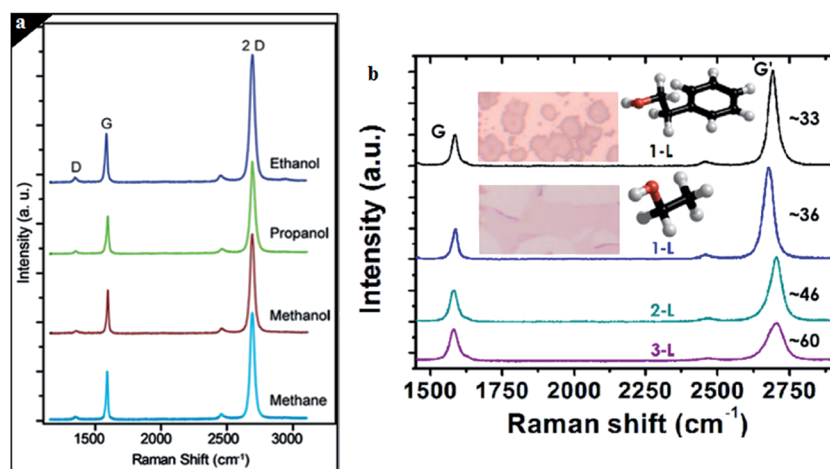 a
2 D
G
D
Ethanol
Propanol
Methanol
Methane
Intensity (a. u.)
1500 2000 2500 3000
Raman Shift (cm-1)
b
G'
G
~33
1-L
~36
1-L
~46
2-L
~60
3-L
Intensity (a.u.)
1500 1750 2000 2250 2500 2750
Raman shift (cm-1)